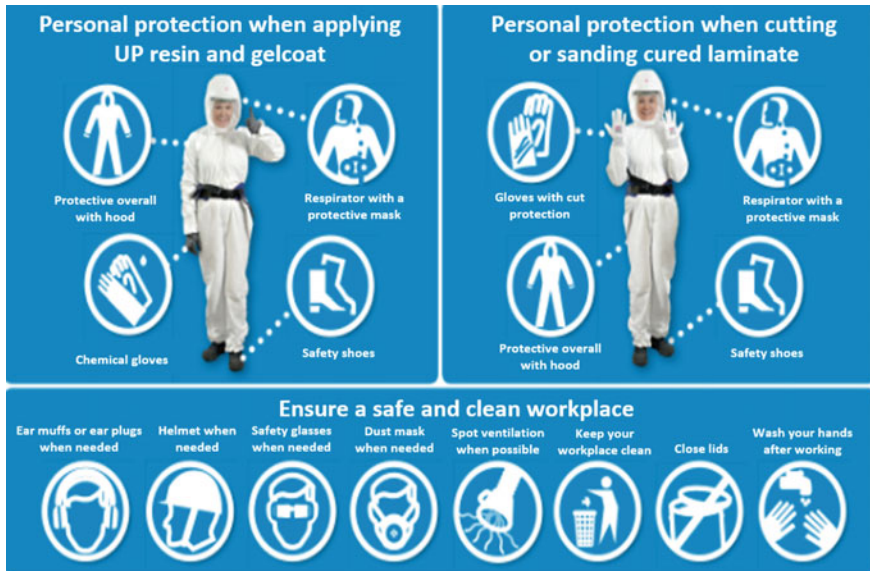 Personal protection when applying
UP resin and gelcoat
Protective overall
with hood
Respirator with a
protective mask
Chemical gloves
Safety shoes
Personal protection when cutting
or sanding cured laminate
Gloves with cut
protection
Respirator with a
protective mask
Protective overall
with hood
Safety shoes
Ensure a safe and clean workplace
Ear muffs or ear plugs
when needed
Helmet when
needed
Safety glasses
when needed
Dust mask
when needed
Spot ventilation
when possible
Keep your
workplace clean
Close lids
Wash your hands
after working